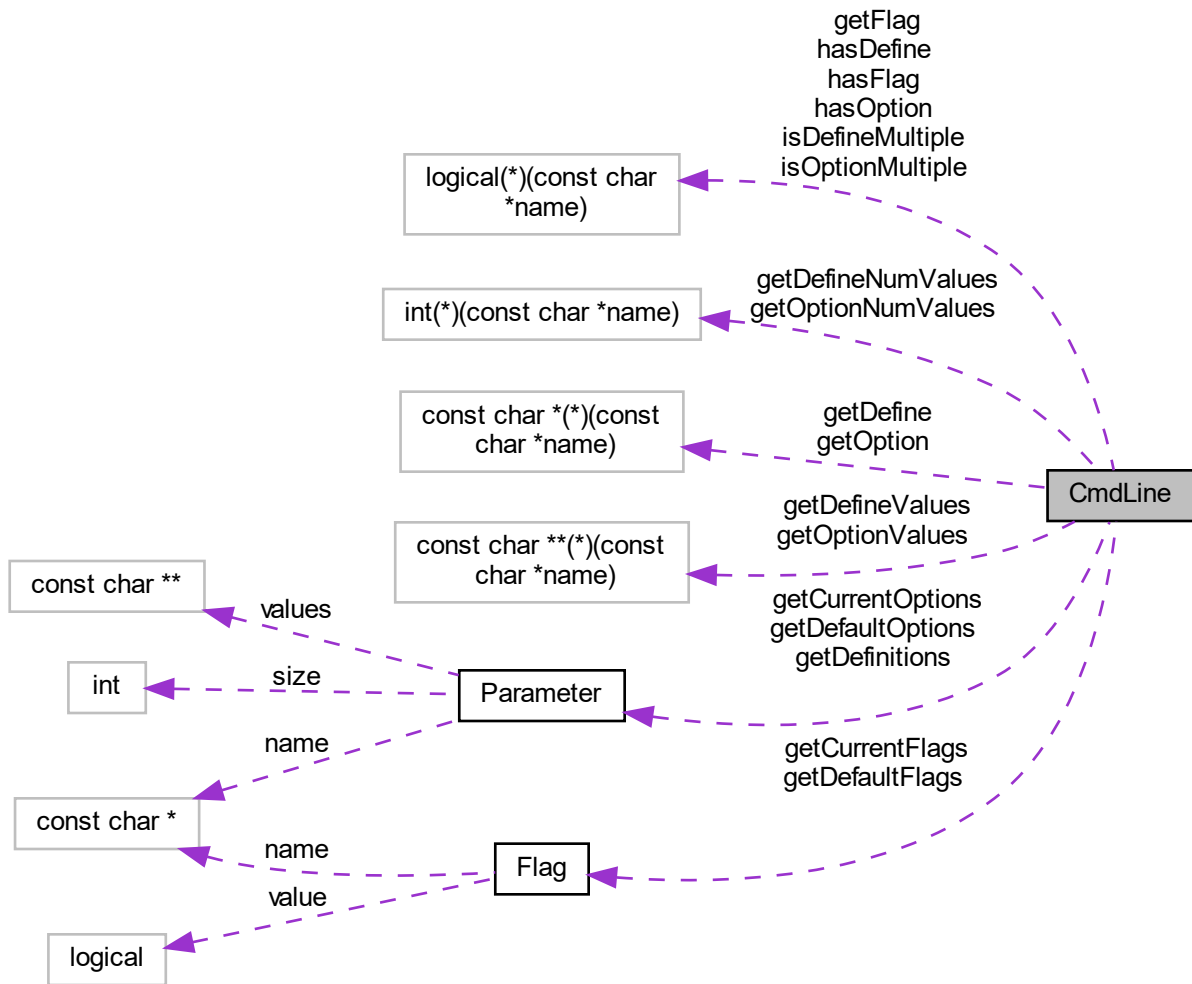 getFlag
hasDefine
hasFlag
hasOption
isDefineMultiple
isOptionMultiple
logical(*)(const char
*name)
getDefineNumValues
getOptionNumValues
int(*)(const char *name)
const char *(*)(const
char *name)
getDefine
getOption
CmdLine
getDefineValues
getOptionValues
const char **(*)(const
char *name)
const char **
values
getCurrentOptions
getDefaultOptions
getDefinitions
int
size
Parameter
name
getCurrentFlags
getDefaultFlags
const char *
name
Flag
value
logical